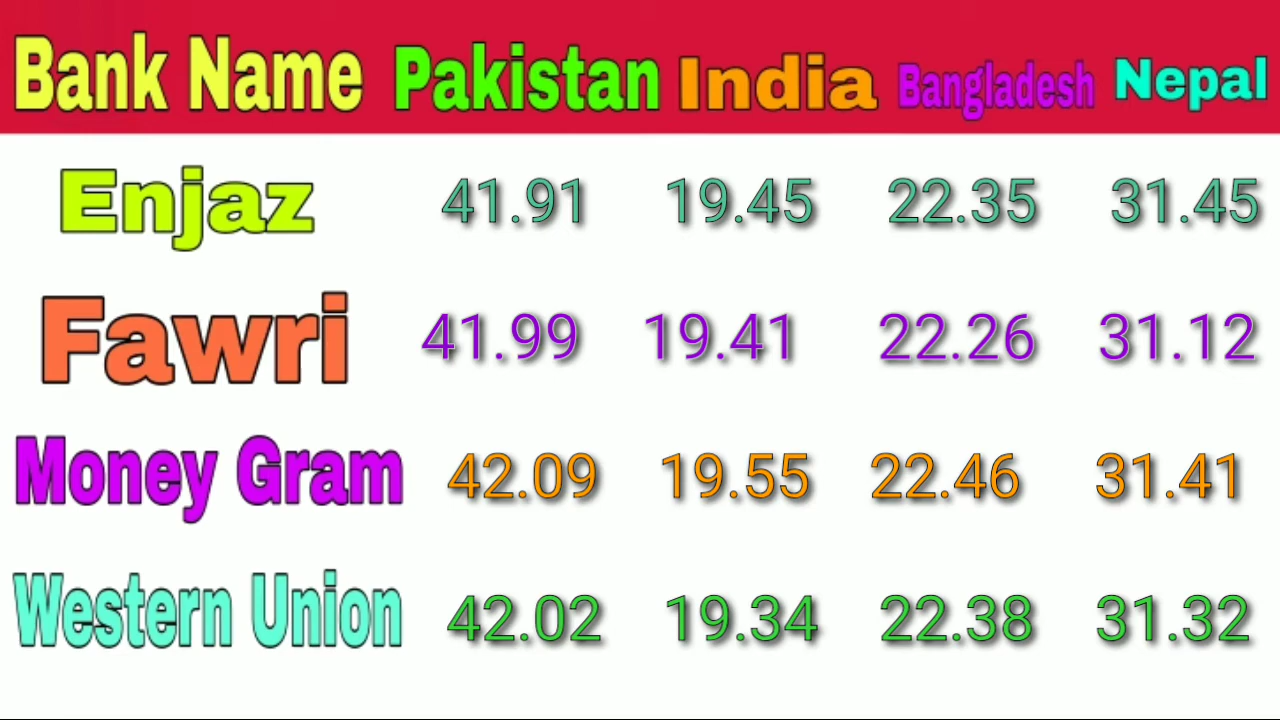 Bank Name Pakistan India Bangladesh Nepal
Enjaz 41.91 19.45 22.35 31.45
Fawri 41.99 19.41 22.26 31.12
Money Gram 42.09 19.55 22.46 31.41
Western Union 42.02 19.34 22.38 31.32